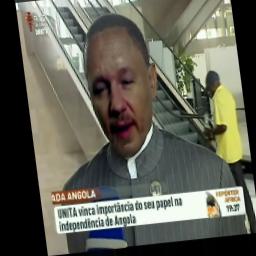 ADA ANGOLA
UNITA vinca importância do seu papel na
independência de Angola
REPÓRTER
ÁFRICA
19:37